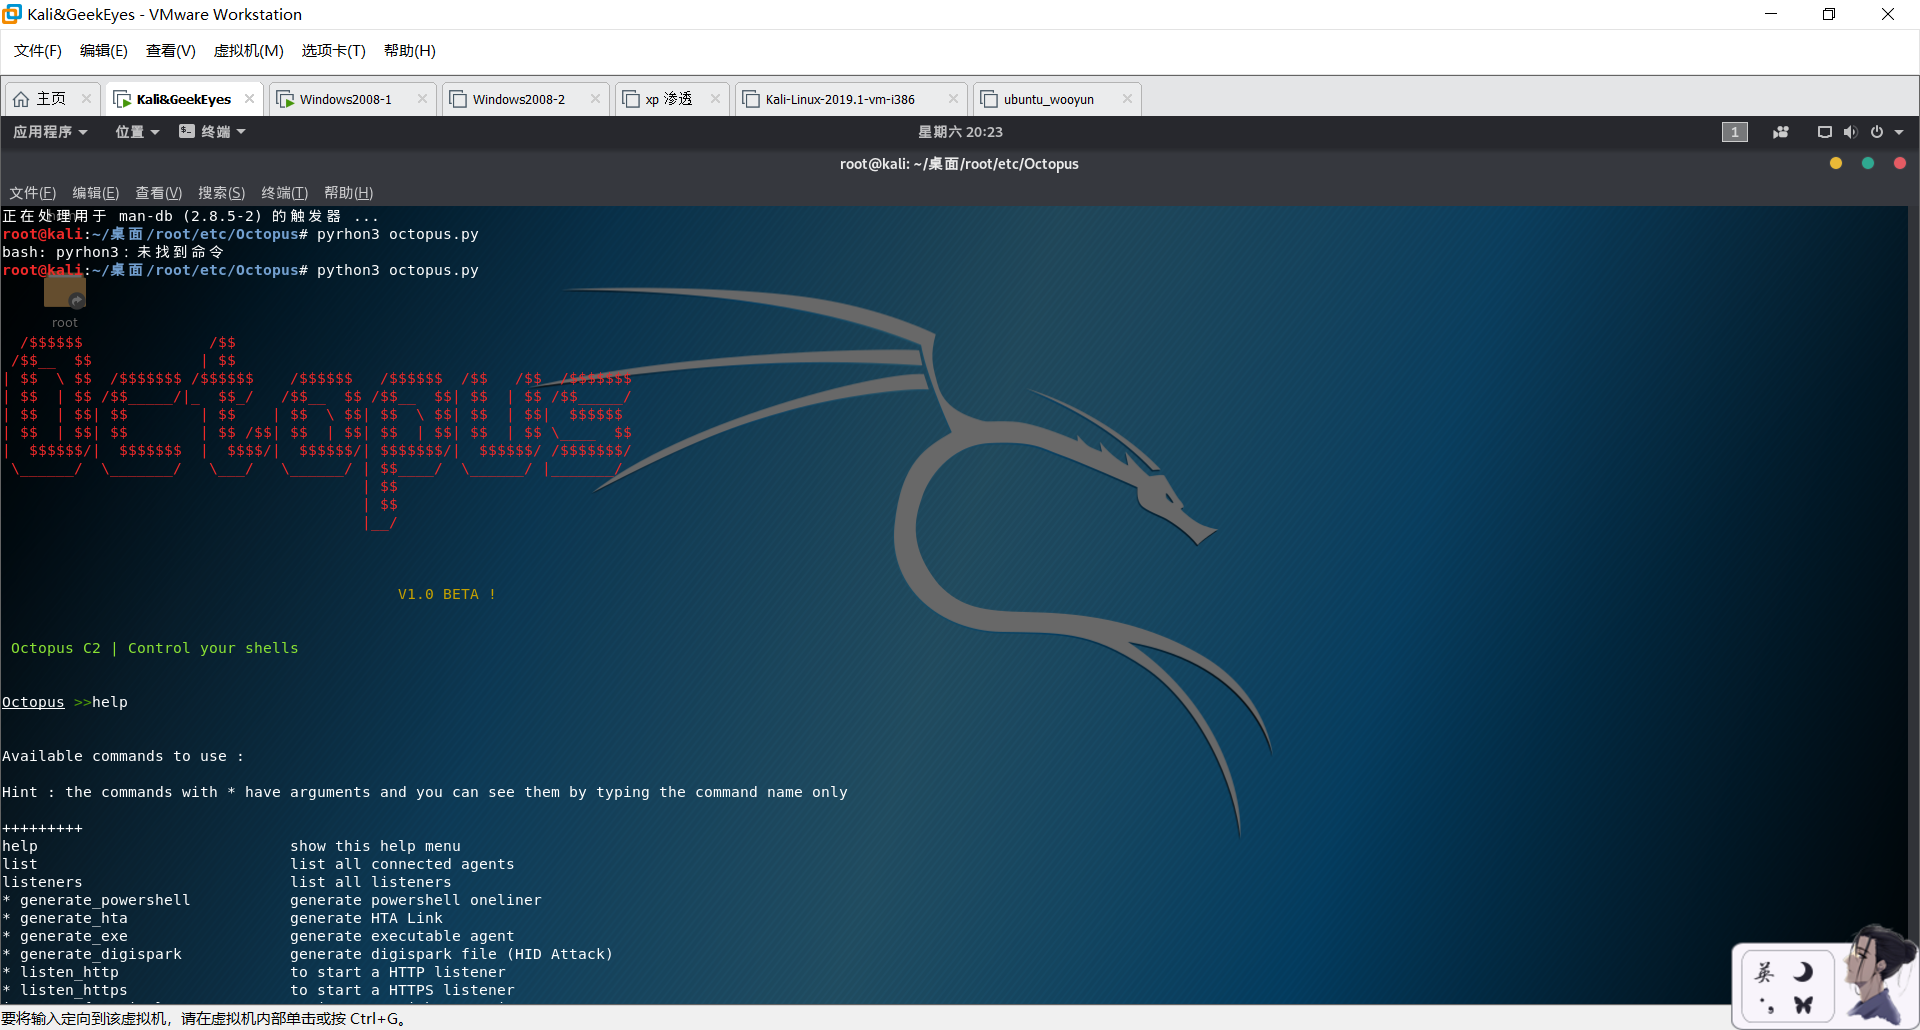 Kali&GeekEyes - VMware Workstation
文件(F) 编辑(E) 查看(V) 虚拟机(M) 选项卡(T) 帮助(H)
主页 Kali&GeekEyes Windows2008-1 Windows2008-2 xp 渗透 Kali-Linux-2019.1-vm-i386 ubuntu_wooyun
应用程序 位置 终端 星期六 20:23 1
root@kali: ~/桌面/root/etc/Octopus
文件(F) 编辑(E) 查看(V) 搜索(S) 终端(T) 帮助(H)
正在处理用于 man-db (2.8.5-2) 的触发器 ...
root@kali:~/桌面/root/etc/Octopus# pyrhon3 octopus.py
bash: pyrhon3：未找到命令
root@kali:~/桌面/root/etc/Octopus# python3 octopus.py
root
Octopus
V1.0 BETA !
Octopus C2 | Control your shells
Octopus >>help
Available commands to use :
Hint : the commands with * have arguments and you can see them by typing the command name only
+++++++++
help show this help menu
list list all connected agents
listeners list all listeners
* generate_powershell generate powershell oneliner
* generate_hta generate HTA Link
* generate_exe generate executable agent
* generate_digispark generate digispark file (HID Attack)
* listen_http to start a HTTP listener
* listen_https to start a HTTPS listener
英
要将输入定向到该虚拟机，请在虚拟机内部单击或按 Ctrl+G。